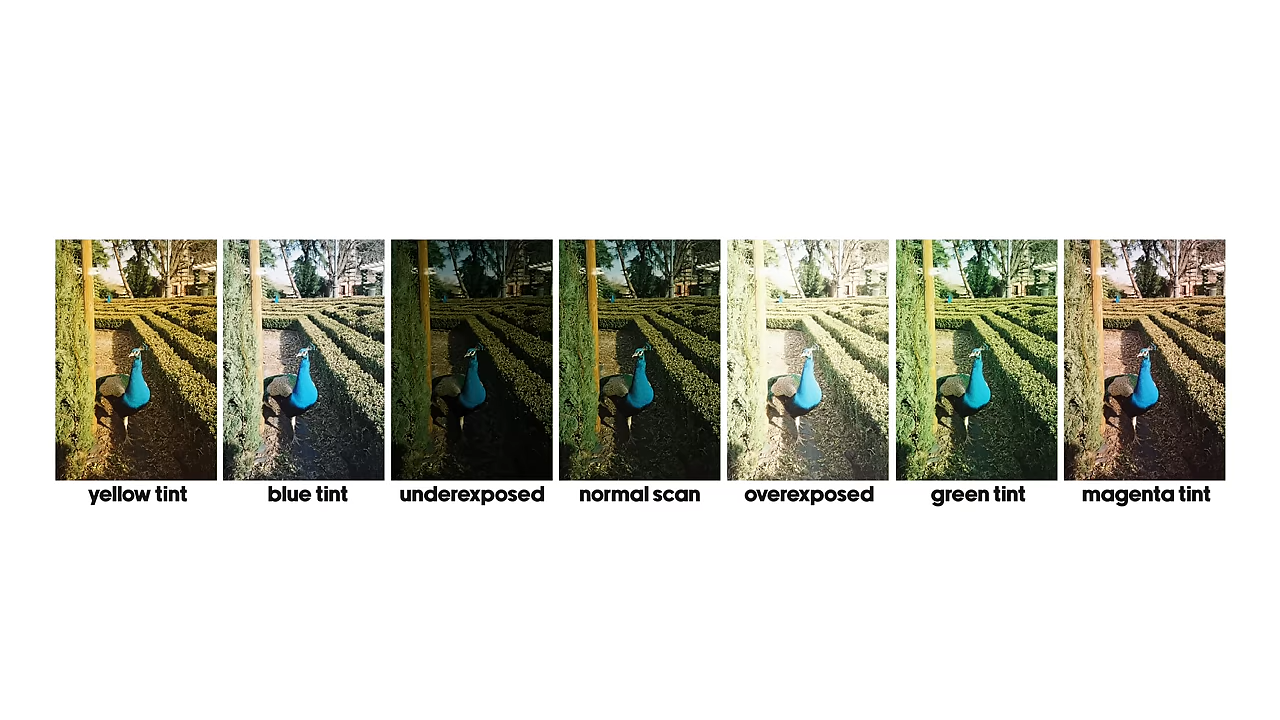 yellow tint
blue tint
underexposed
normal scan
overexposed
green tint
magenta tint